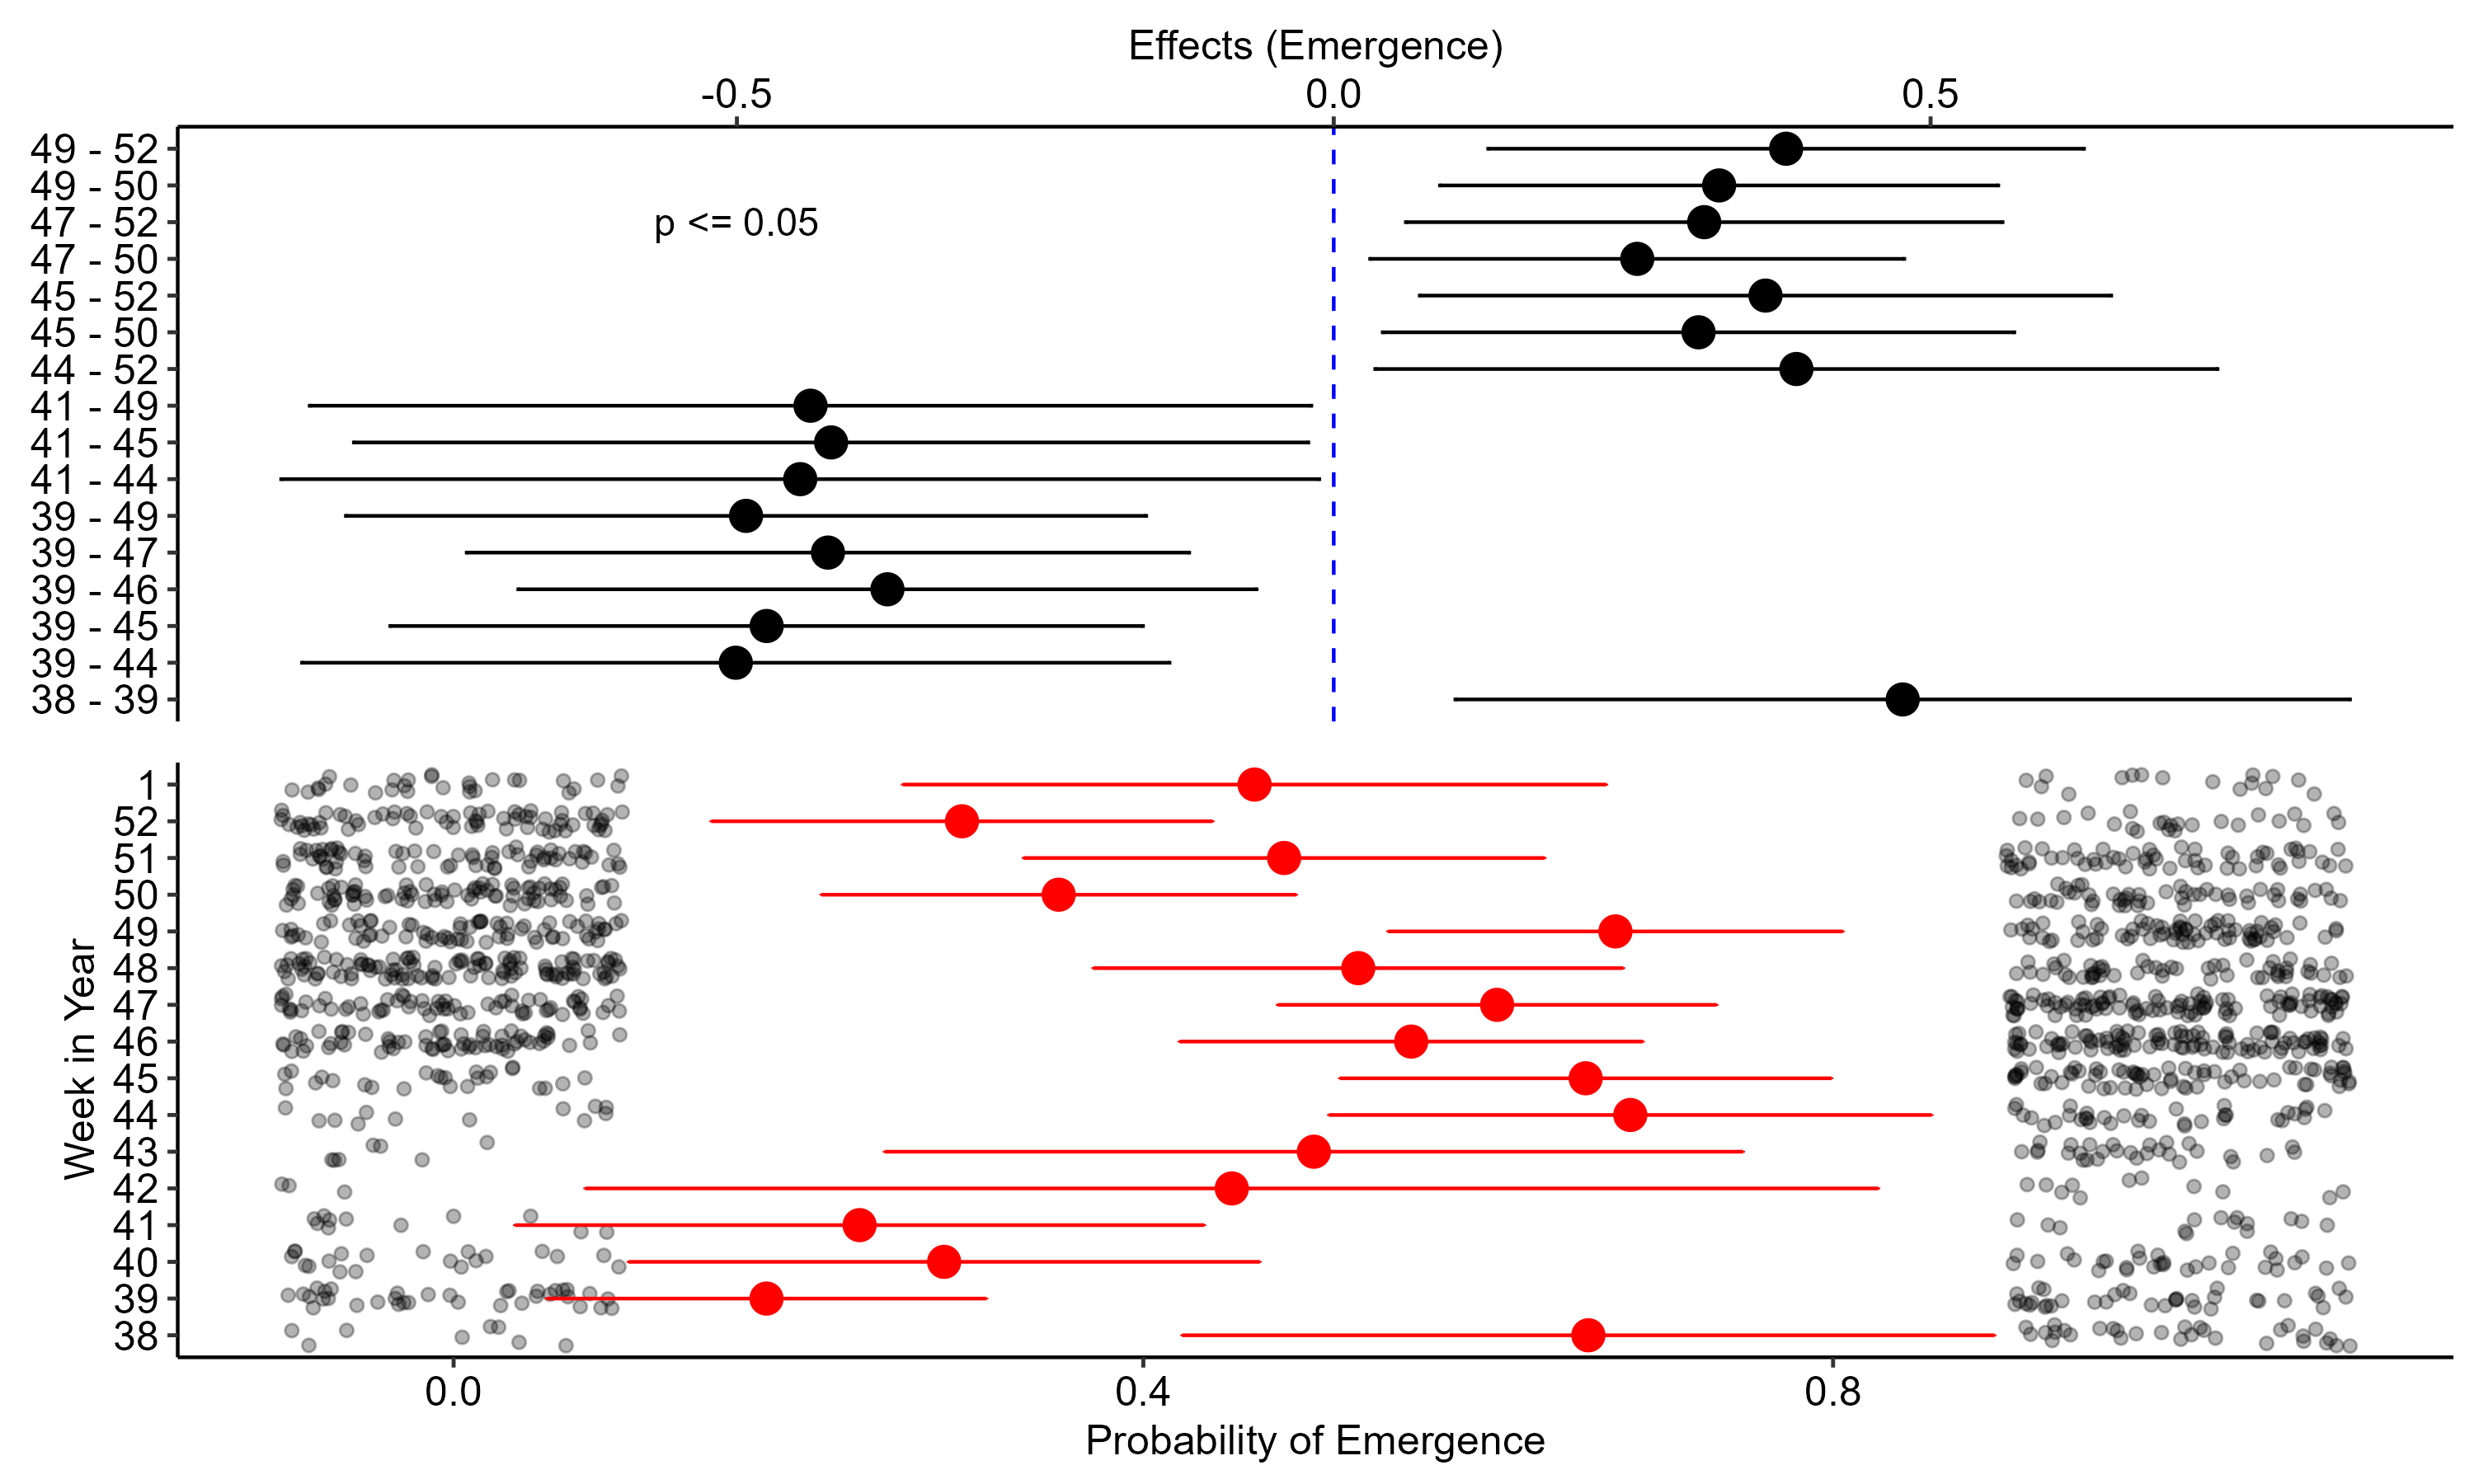 Effects (Emergence)
-0.5 0.0 0.5
49 - 52
49 - 50
47 - 52
p <= 0.05
47 - 50
45 - 52
45 - 50
44 - 52
41 - 49
41 - 45
41 - 44
39 - 49
39 - 47
39 - 46
39 - 45
39 - 44
38 - 39
Week in Year
1
52
51
50
49
48
47
46
45
44
43
42
41
40
39
38
0.0 0.4 0.8
Probability of Emergence